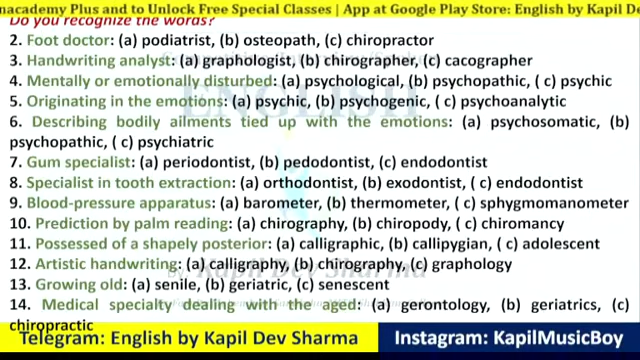 nacademy Plus and to Unlock Free Special Classes | App at Google Play Store: English by Kapil De
Do you recognize the words?
2. Foot doctor: (a) podiatrist, (b) osteopath, (c) chiropractor
3. Handwriting analyst: (a) graphologist, (b) chirographer, (c) cacographer
4. Mentally or emotionally disturbed: (a) psychological, (b) psychopathic, ( c) psychic
5. Originating in the emotions: (a) psychic, (b) psychogenic, ( c) psychoanalytic
6. Describing bodily ailments tied up with the emotions: (a) psychosomatic, (b)
psychopathic, ( c) psychiatric
7. Gum specialist: (a) periodontist, (b) pedodontist, (c) endodontist
8. Specialist in tooth extraction: (a) orthodontist, (b) exodontist, ( c) endodontist
9. Blood-pressure apparatus: (a) barometer, (b) thermometer, ( c) sphygmomanometer
10. Prediction by palm reading: (a) chirography, (b) chiropody, ( c) chiromancy
11. Possessed of a shapely posterior: (a) calligraphic, (b) callipygian, ( c) adolescent
12. Artistic handwriting: (a) calligraphy, (b) chirography, (c) graphology
13. Growing old: (a) senile, (b) geriatric, (c) senescent
14. Medical specialty dealing with the aged: (a) gerontology, (b) geriatrics, (c)
chiropractic
ENGLISH
By: Kapil Dev Sharma
Telegram: English by Kapil Dev Sharma
Instagram: KapilMusicBoy